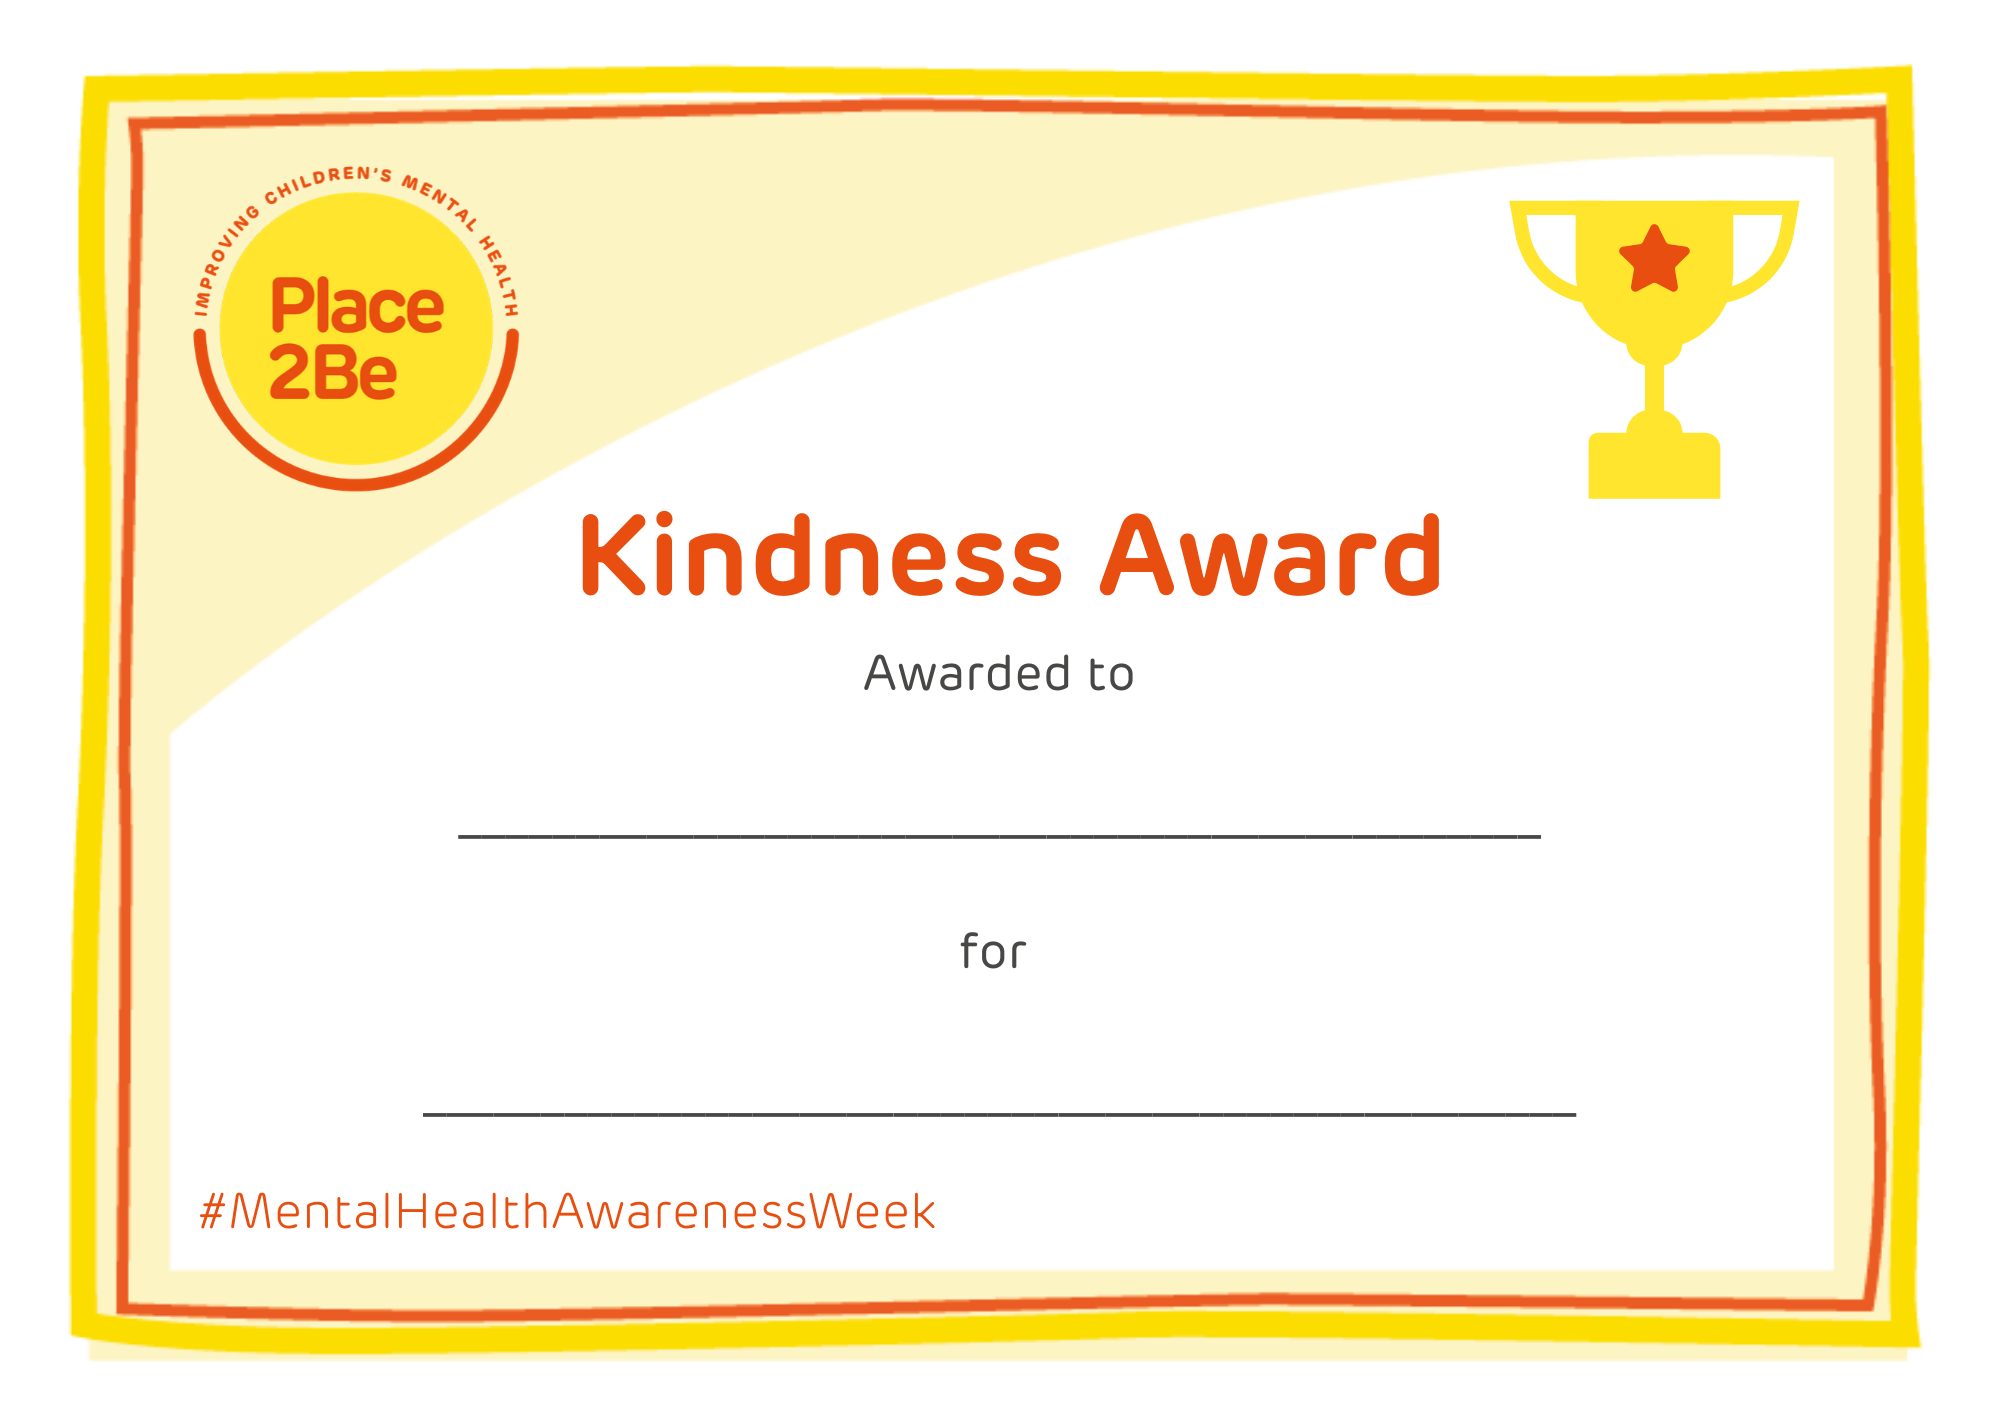 IMPROVING CHILDREN'S MENTAL HEALTH
Place
2Be
Kindness Award
Awarded to
for
#MentalHealthAwarenessWeek